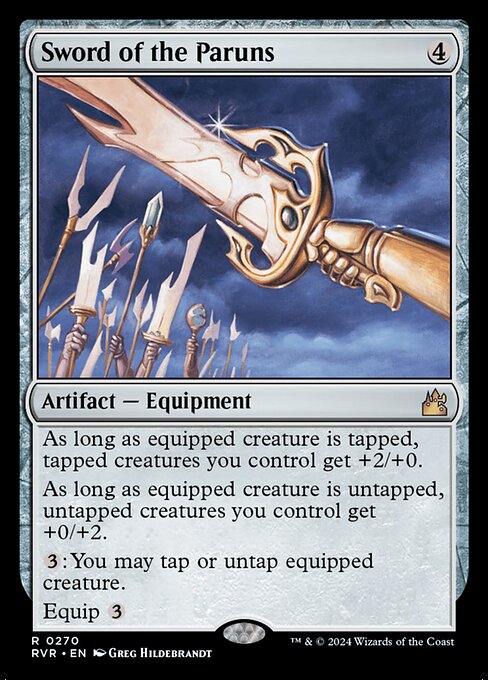 Sword of the Paruns 4
Artifact — Equipment
As long as equipped creature is tapped,
tapped creatures you control get +2/+0.
As long as equipped creature is untapped,
untapped creatures you control get
+0/+2.
3:You may tap or untap equipped
creature.
Equip 3
R 0270
RVR • EN Greg Hildebrandt
™ & © 2024 Wizards of the Coast